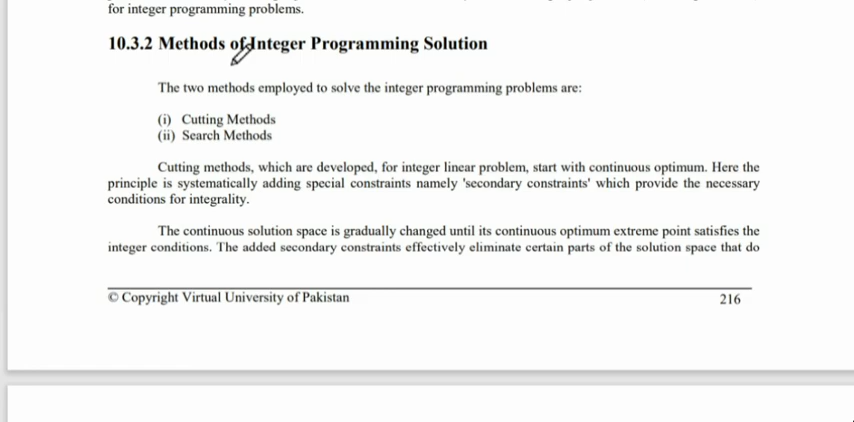 for integer programming problems.
10.3.2 Methods of Integer Programming Solution
The two methods employed to solve the integer programming problems are:
(i) Cutting Methods
(ii) Search Methods
Cutting methods, which are developed, for integer linear problem, start with continuous optimum. Here the
principle is systematically adding special constraints namely 'secondary constraints' which provide the necessary
conditions for integrality.
The continuous solution space is gradually changed until its continuous optimum extreme point satisfies the
integer conditions. The added secondary constraints effectively eliminate certain parts of the solution space that do
© Copyright Virtual University of Pakistan 216